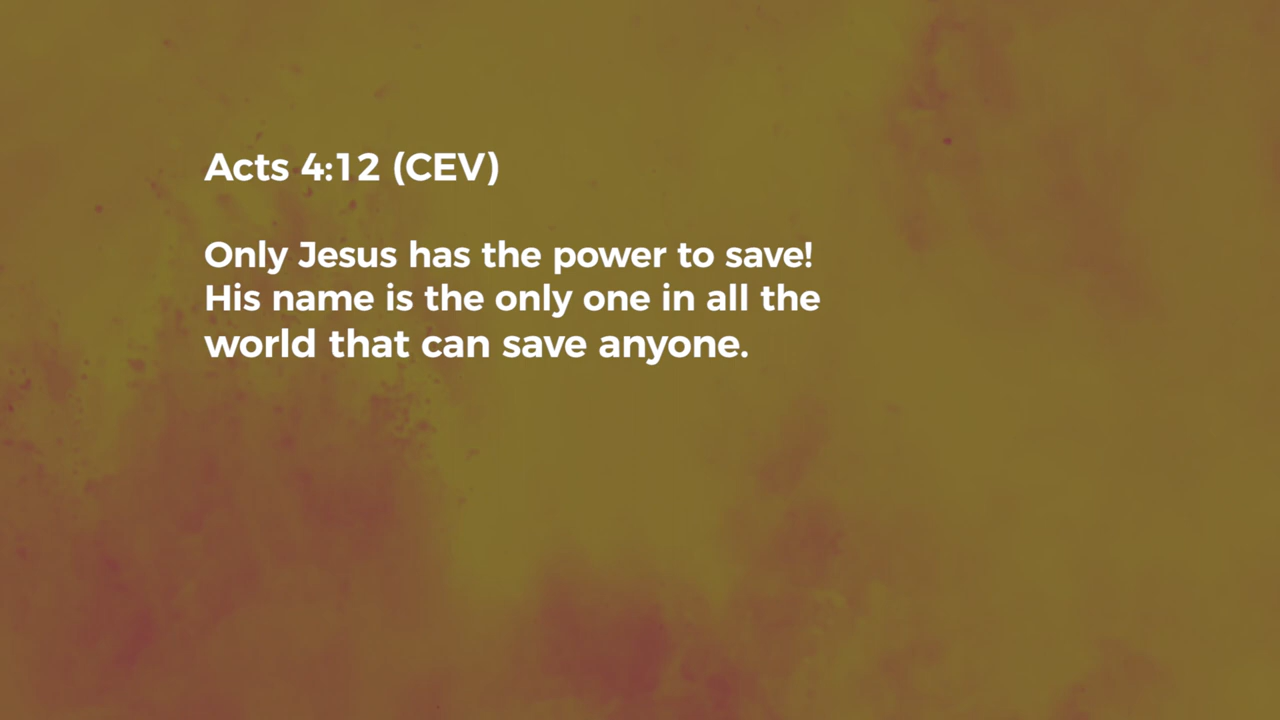 Acts 4:12 (CEV)
Only Jesus has the power to save!
His name is the only one in all the
world that can save anyone.